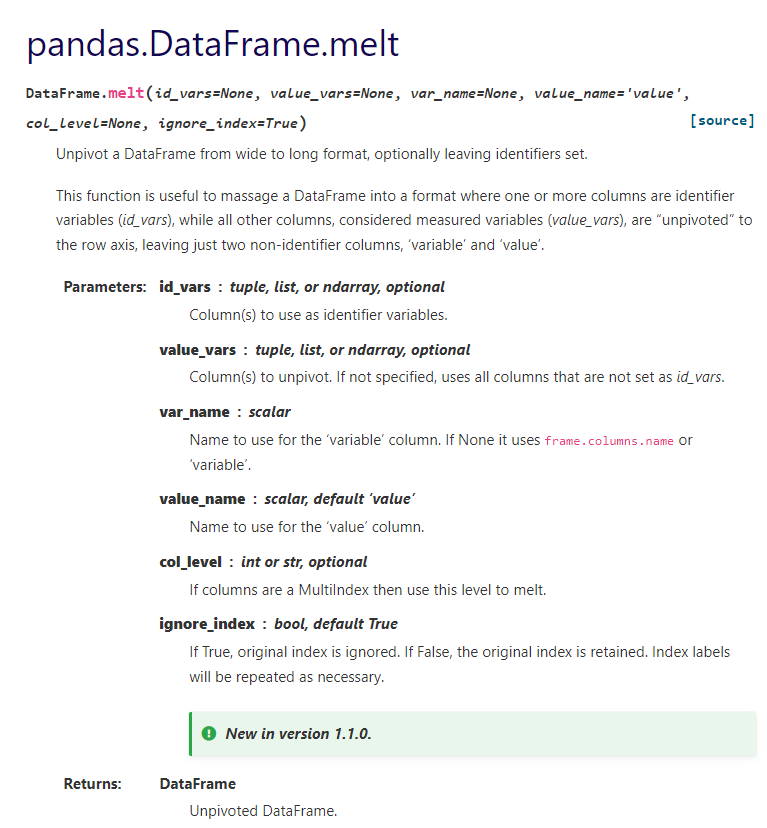 pandas.DataFrame.melt
DataFrame.melt(id_vars=None, value_vars=None, var_name=None, value_name='value',
col_level=None, ignore_index=True)
[source]
Unpivot a DataFrame from wide to long format, optionally leaving identifiers set.
This function is useful to massage a DataFrame into a format where one or more columns are identifier
variables (id_vars), while all other columns, considered measured variables (value_vars), are “unpivoted” to
the row axis, leaving just two non-identifier columns, ‘variable’ and ‘value’.
Parameters: id_vars : tuple, list, or ndarray, optional
Column(s) to use as identifier variables.
value_vars : tuple, list, or ndarray, optional
Column(s) to unpivot. If not specified, uses all columns that are not set as id_vars.
var_name : scalar
Name to use for the ‘variable’ column. If None it uses frame.columns.name or
‘variable’.
value_name : scalar, default ‘value’
Name to use for the ‘value’ column.
col_level : int or str, optional
If columns are a MultiIndex then use this level to melt.
ignore_index : bool, default True
If True, original index is ignored. If False, the original index is retained. Index labels
will be repeated as necessary.
New in version 1.1.0.
Returns: DataFrame
Unpivoted DataFrame.